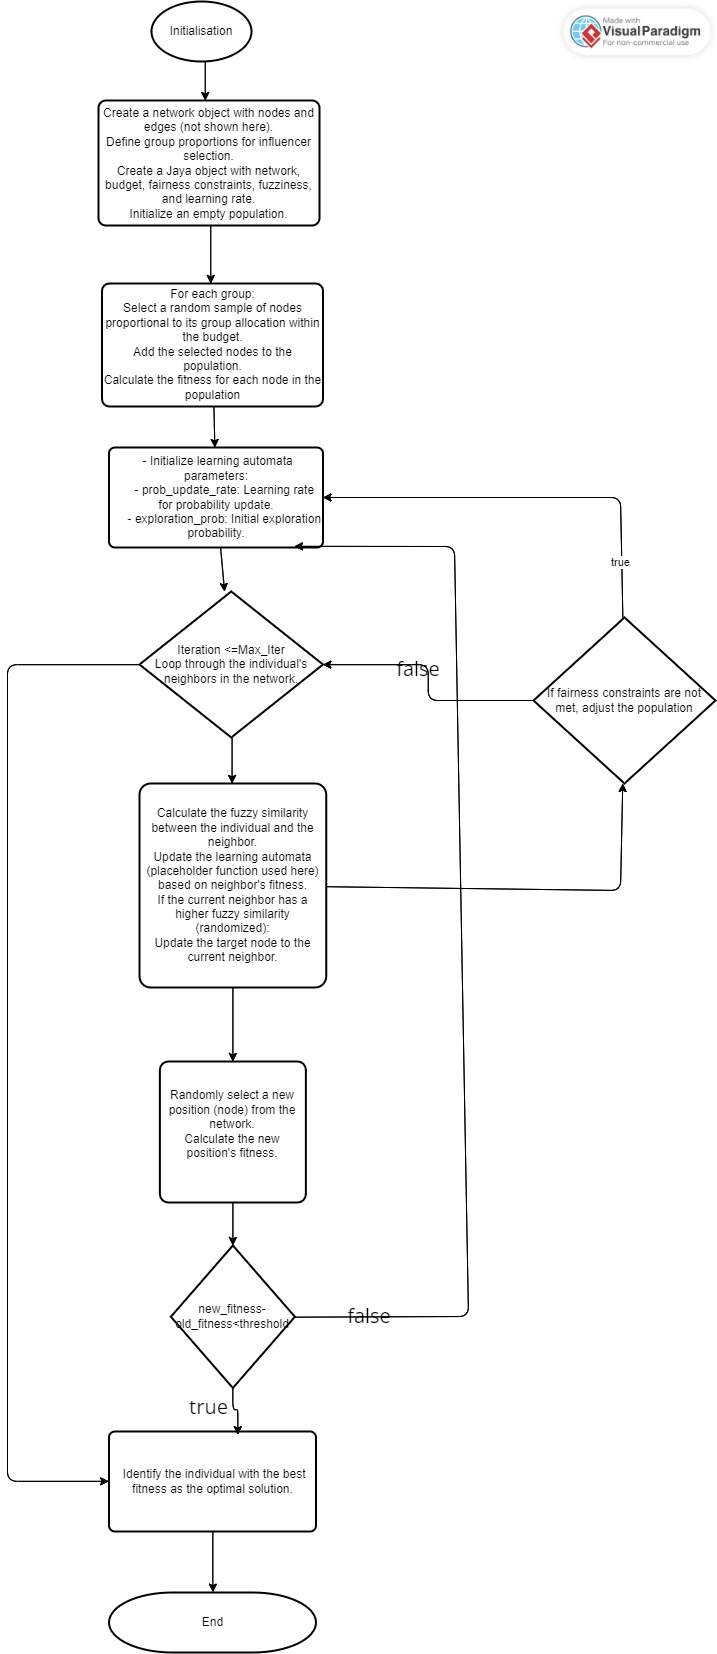 Made with
VisualParadigm
For non-commercial use
Initialisation
Create a network object with nodes and
edges (not shown here).
Define group proportions for influencer
selection.
Create a Jaya object with network,
budget, fairness constraints, fuzziness,
and learning rate.
Initialize an empty population.
For each group:
Select a random sample of nodes
proportional to its group allocation within
the budget.
Add the selected nodes to the
population.
Calculate the fitness for each node in the
population
- Initialize learning automata
parameters:
- prob_update_rate: Learning rate
for probability update.
- exploration_prob: Initial exploration
probability.
true
Iteration <=Max_Iter
Loop through the individual's
neighbors in the network.
false
If fairness constraints are not
met, adjust the population
Calculate the fuzzy similarity
between the individual and the
neighbor.
Update the learning automata
(placeholder function used here)
based on neighbor's fitness.
If the current neighbor has a
higher fuzzy similarity
(randomized):
Update the target node to the
current neighbor.
Randomly select a new
position (node) from the
network.
Calculate the new
position's fitness.
new_fitness-
old_fitness<threshold
false
true
Identify the individual with the best
fitness as the optimal solution.
End